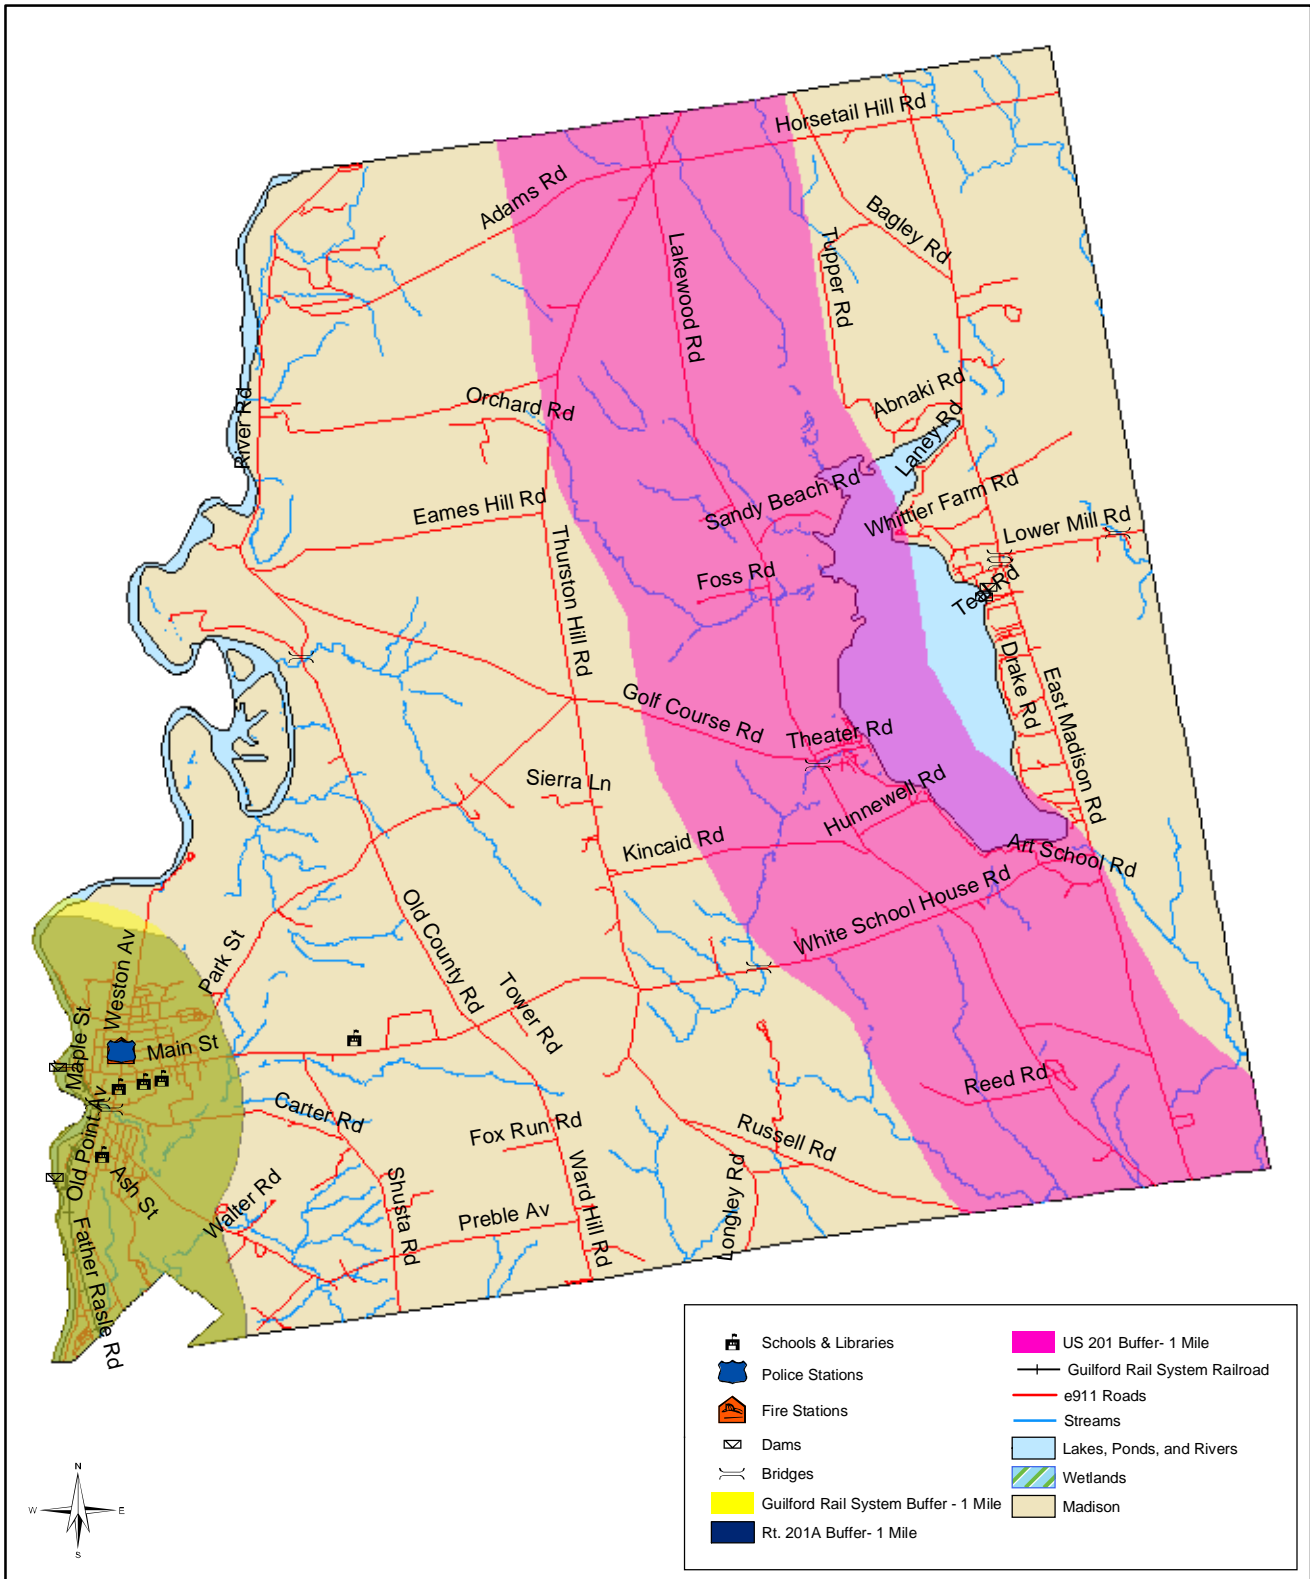 Horsetail Hill Rd
Adams Rd
Bagley Rd
Tupper Rd
Lakewood Rd
River Rd
Orchard Rd
Abnaki Rd
Laney Rd
Eames Hill Rd
Sandy Beach Rd
Whittier Farm Rd
Lower Mill Rd
Thurston Hill Rd
Foss Rd
Teal Rd
Drake Rd
East Madison Rd
Golf Course Rd
Theater Rd
Sierra Ln
Hunnewell Rd
Kincaid Rd
Art School Rd
White School House Rd
Old County Rd
Park St
Weston Av
Tower Rd
Maple St
Main St
Reed Rd
Carter Rd
Old Point Av
Fox Run Rd
Russell Rd
Ash St
Walter Rd
Shusta Rd
Preble Av
Ward Hill Rd
Longley Rd
Father Rasle Rd
Schools & Libraries
Police Stations
Fire Stations
Dams
Bridges
Guilford Rail System Buffer - 1 Mile
Rt. 201A Buffer- 1 Mile
US 201 Buffer- 1 Mile
Guilford Rail System Railroad
e911 Roads
Streams
Lakes, Ponds, and Rivers
Wetlands
Madison
N
W
E
S